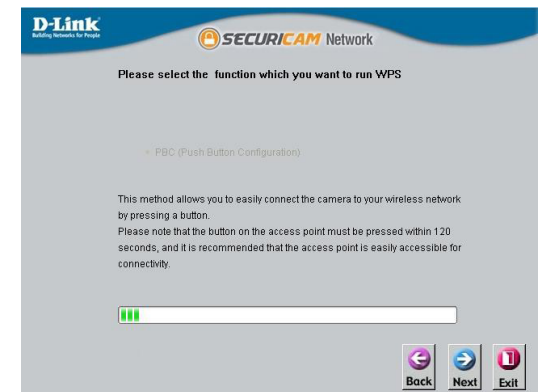 D-Link
Building Networks for People
SECURICAM Network
Please select the function which you want to run WPS
PBC (Push Button Configuration)
This method allows you to easily connect the camera to your wireless network
by pressing a button.
Please note that the button on the access point must be pressed within 120
seconds, and it is recommended that the access point is easily accessible for
connectivity.
Back Next Exit